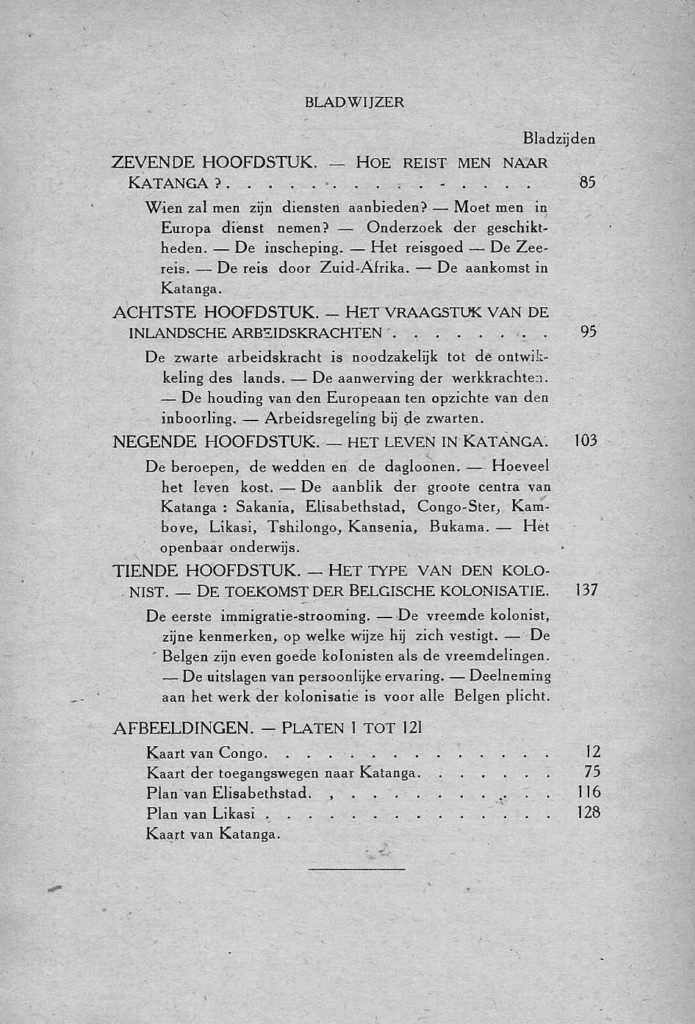 BLADWIJZER
Bladzijden
ZEVENDE HOOFDSTUK. — HOE REIST MEN NAAR
KATANGA ?. . . . . . . . . . . . . . . 85
Wien zal men zijn diensten aanbieden? — Moet men in
Europa dienst nemen? — Onderzoek der geschikt-
heden. — De inscheping. — Het reisgoed — De Zee-
reis. — De reis door Zuid-Afrika. — De aankomst in
Katanga.
ACHTSTE HOOFDSTUK. — HET VRAAGSTUK VAN DE
INLANDSCHE ARBEIDSKRACHTEN . . . . . . . . 95
De zwarte arbeidskracht is noodzakelijk tot de ontwik-
keling des lands. — De aanwerving der werkkrachten.
— De houding van den Europeaan ten opzichte van den
inboorling. — Arbeidsregeling bij de zwarten.
NEGENDE HOOFDSTUK. — HET LEVEN IN KATANGA. 103
De beroepen, de wedden en de dagloonen. — Hoeveel
het leven kost. — De aanblik der groote centra van
Katanga : Sakania, Elisabethstad, Congo-Ster, Kam-
bove, Likasi, Tshilongo, Kansenia, Bukama. — Het
openbaar onderwijs.
TIENDE HOOFDSTUK. — HET TYPE VAN DEN KOLO-
NIST. — DE TOEKOMST DER BELGISCHE KOLONISATIE. 137
De eerste immigratie-strooming. — De vreemde kolonist,
zijne kenmerken, op welke wijze hij zich vestigt. — De
Belgen zijn even goede kolonisten als de vreemdelingen.
— De uitslagen van persoonlijke ervaring. — Deelneming
aan het werk der kolonisatie is voor alle Belgen plicht.
AFBEELDINGEN. — PLATEN 1 TOT 121
Kaart van Congo. . . . . . . . . . . . . . 12
Kaart der toegangswegen naar Katanga. . . . . . . 75
Plan van Elisabethstad. , . . . . . . . . . . 116
Plan van Likasi . . . . . . . . . . . . . . 128
Kaart van Katanga.